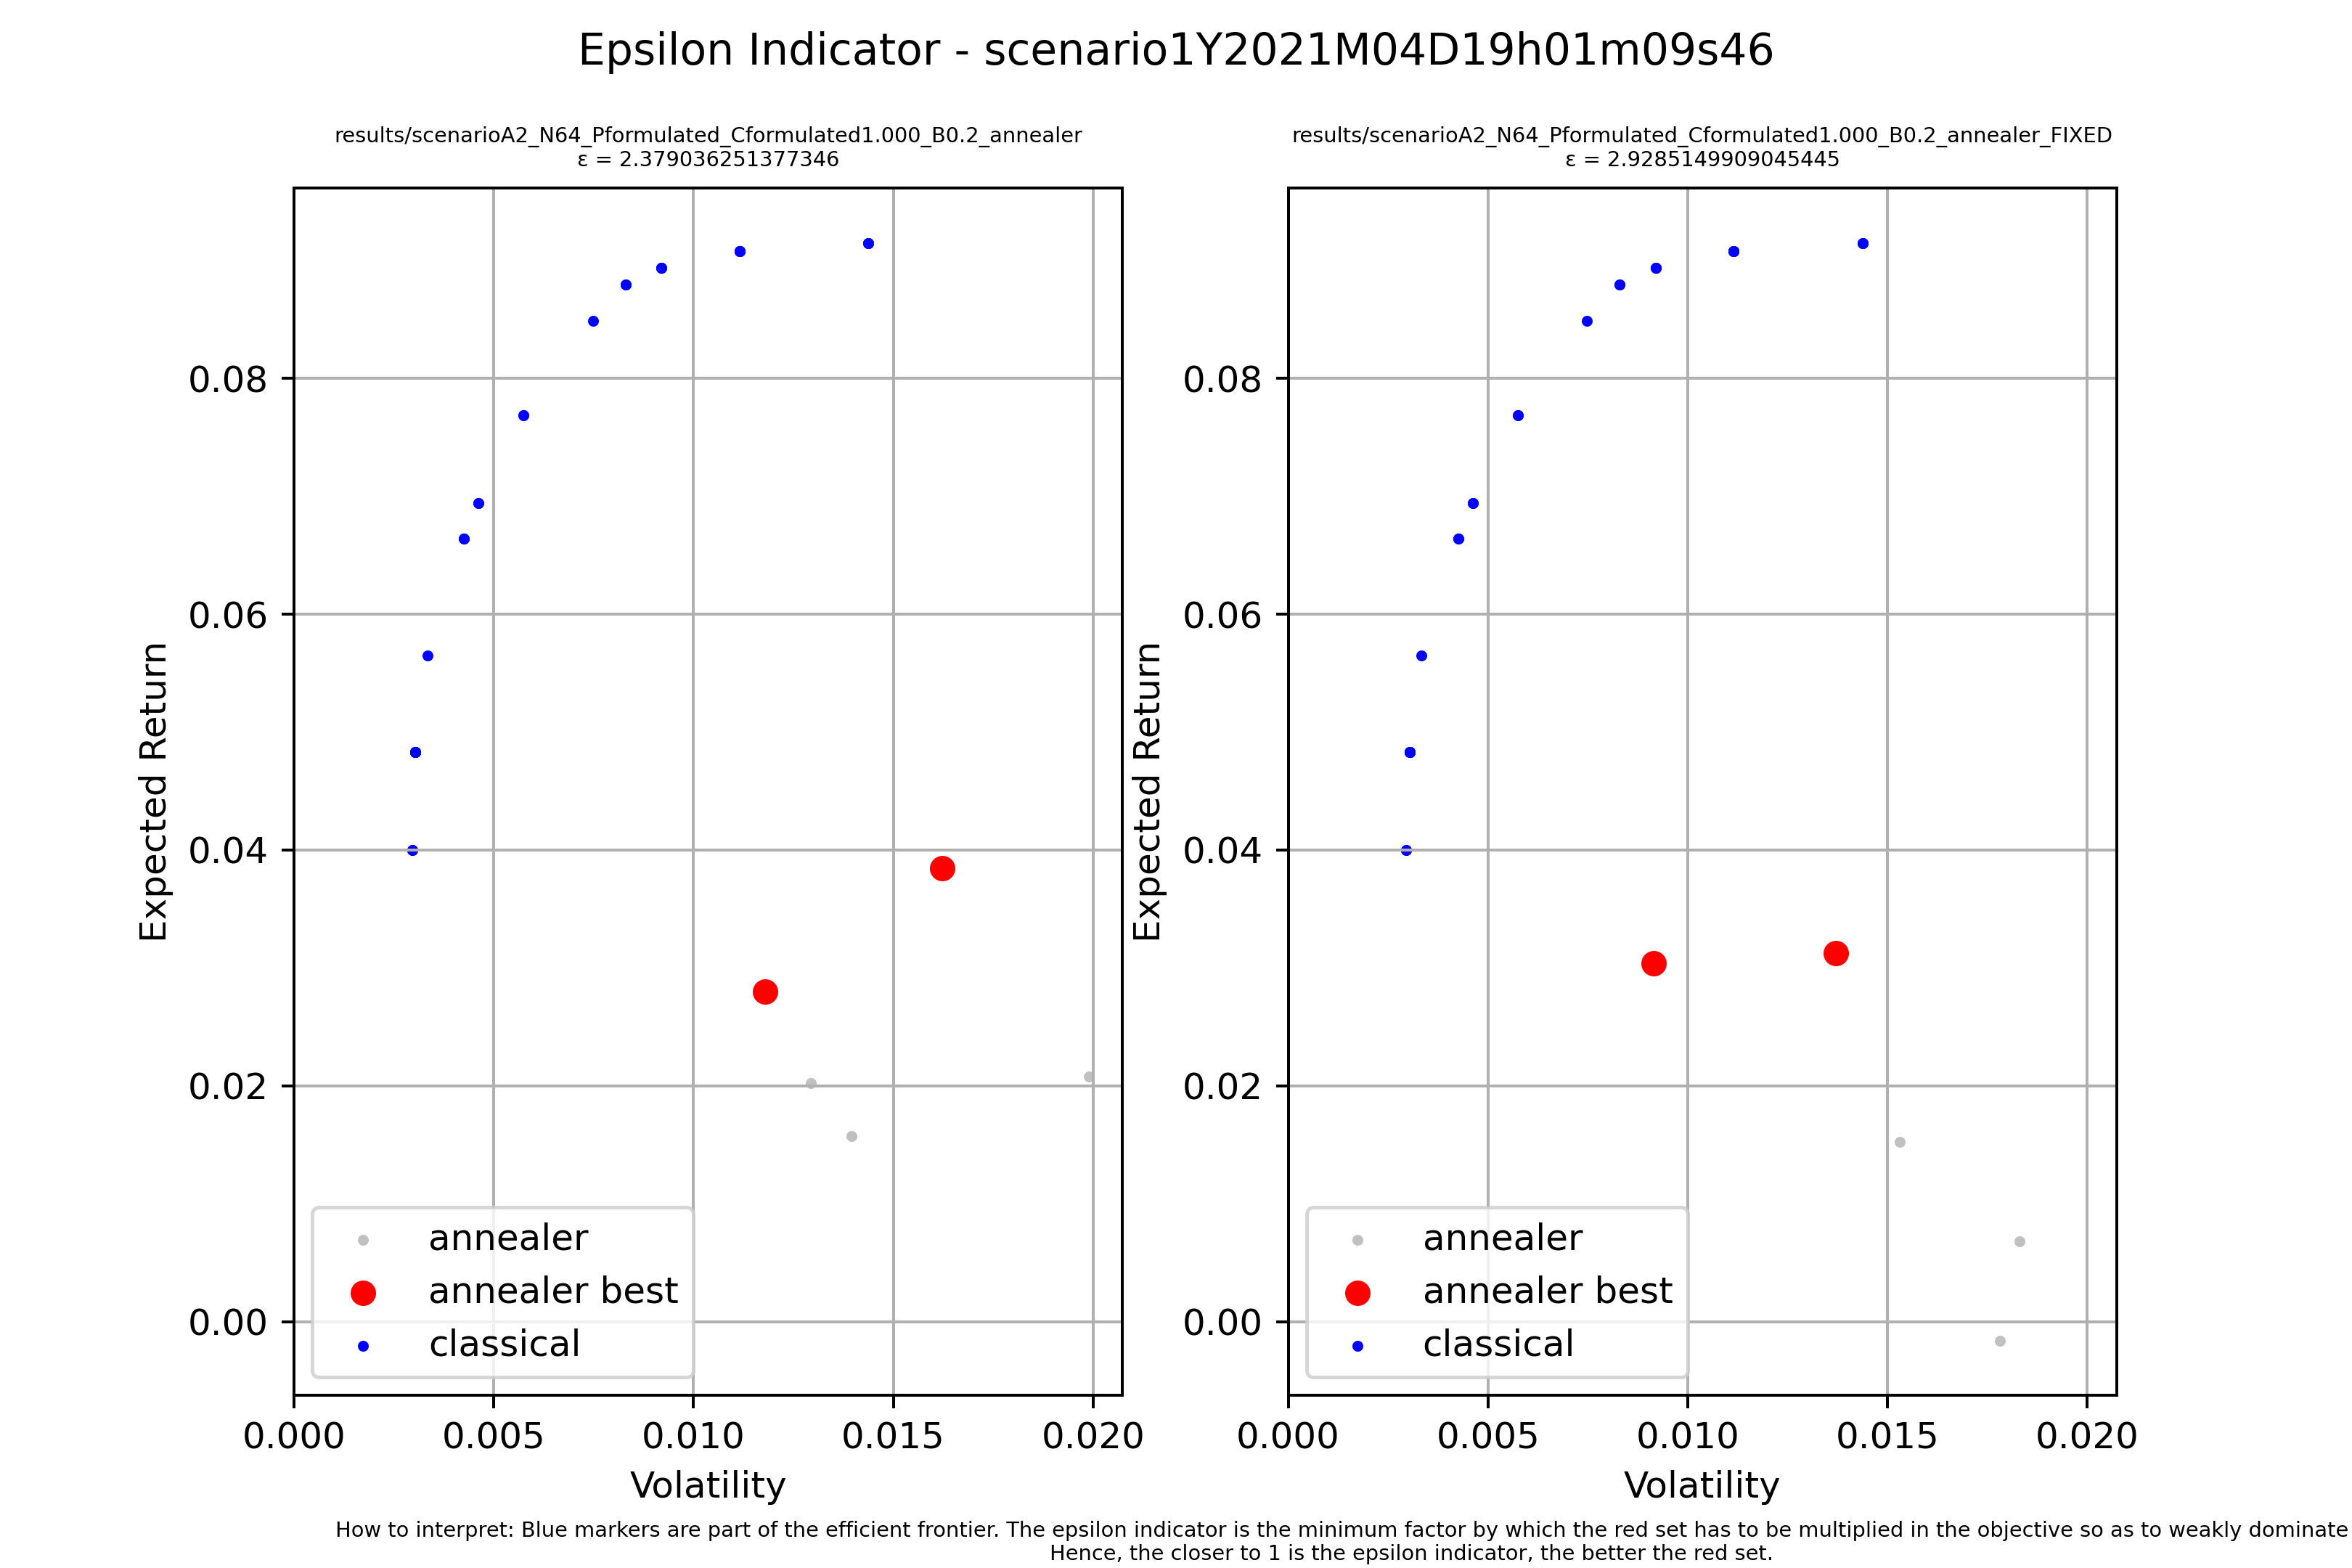 Epsilon Indicator - scenario1Y2021M04D19h01m09s46
results/scenarioA2_N64_Pformulated_Cformulated1.000_B0.2_annealer
ε = 2.379036251377346
results/scenarioA2_N64_Pformulated_Cformulated1.000_B0.2_annealer_FIXED
ε = 2.9285149909045445
Expected Return
0.08
0.06
0.04
0.02
0.00
annealer
annealer best
classical
0.000 0.005 0.010 0.015 0.020
Volatility
Expected Return
0.08
0.06
0.04
0.02
0.00
annealer
annealer best
classical
0.000 0.005 0.010 0.015 0.020
Volatility
How to interpret: Blue markers are part of the efficient frontier. The epsilon indicator is the minimum factor by which the red set has to be multiplied in the objective so as to weakly dominate
Hence, the closer to 1 is the epsilon indicator, the better the red set.